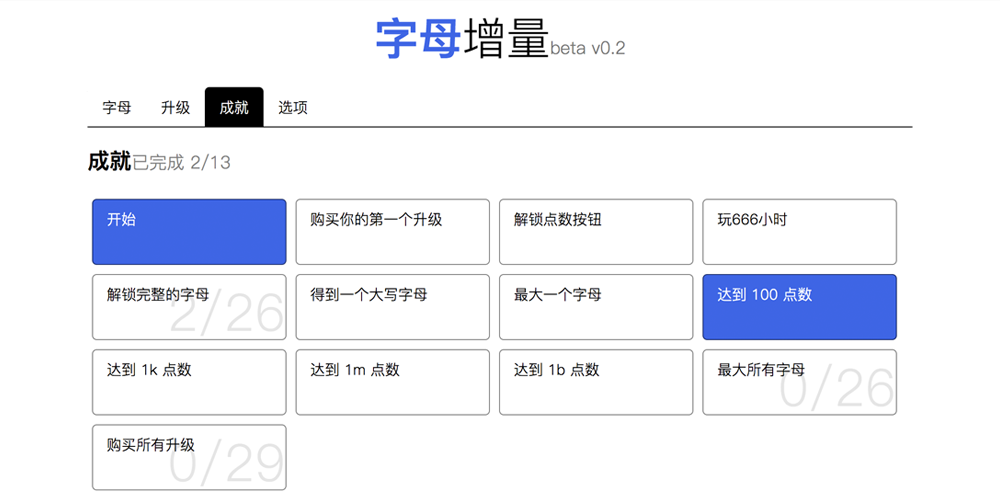 字母增量beta v0.2
字母 升级 成就 选项
成就已完成 2/13
开始 购买你的第一个升级 解锁点数按钮 玩666小时
解锁完整的字母 2/26 得到一个大写字母 最大一个字母 达到 100 点数
达到 1k 点数 达到 1m 点数 达到 1b 点数 最大所有字母 0/26
购买所有升级 0/29